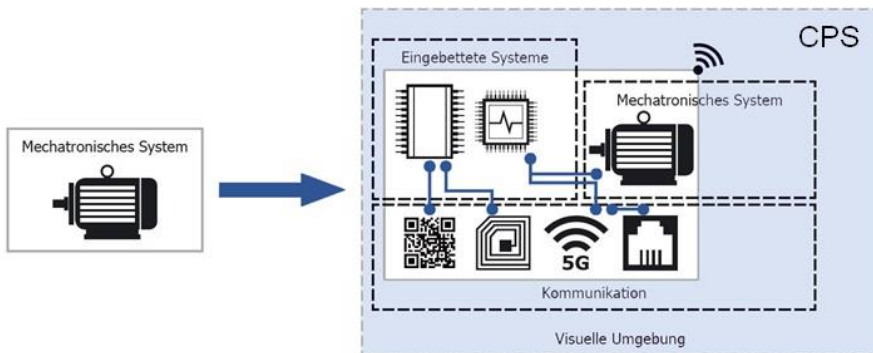 CPS
Eingebettete Systeme
Mechatronisches System
Mechatronisches System
5G
Kommunikation
Visuelle Umgebung